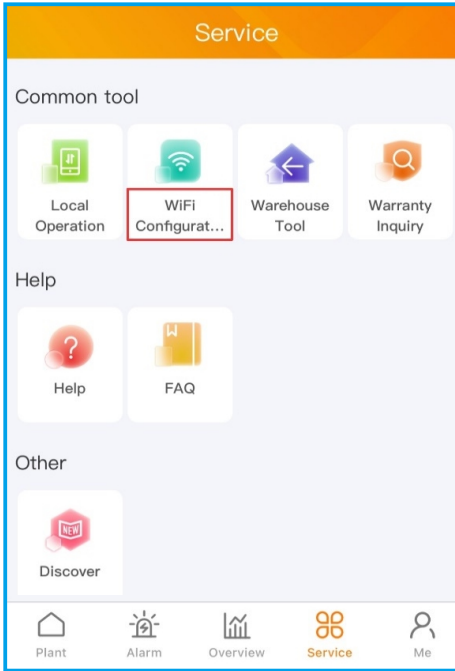 Service
Common tool
Local Operation
WiFi Configurat...
Warehouse Tool
Warranty Inquiry
Help
Help
FAQ
Other
NEW
Discover
Plant
Alarm
Overview
Service
Me